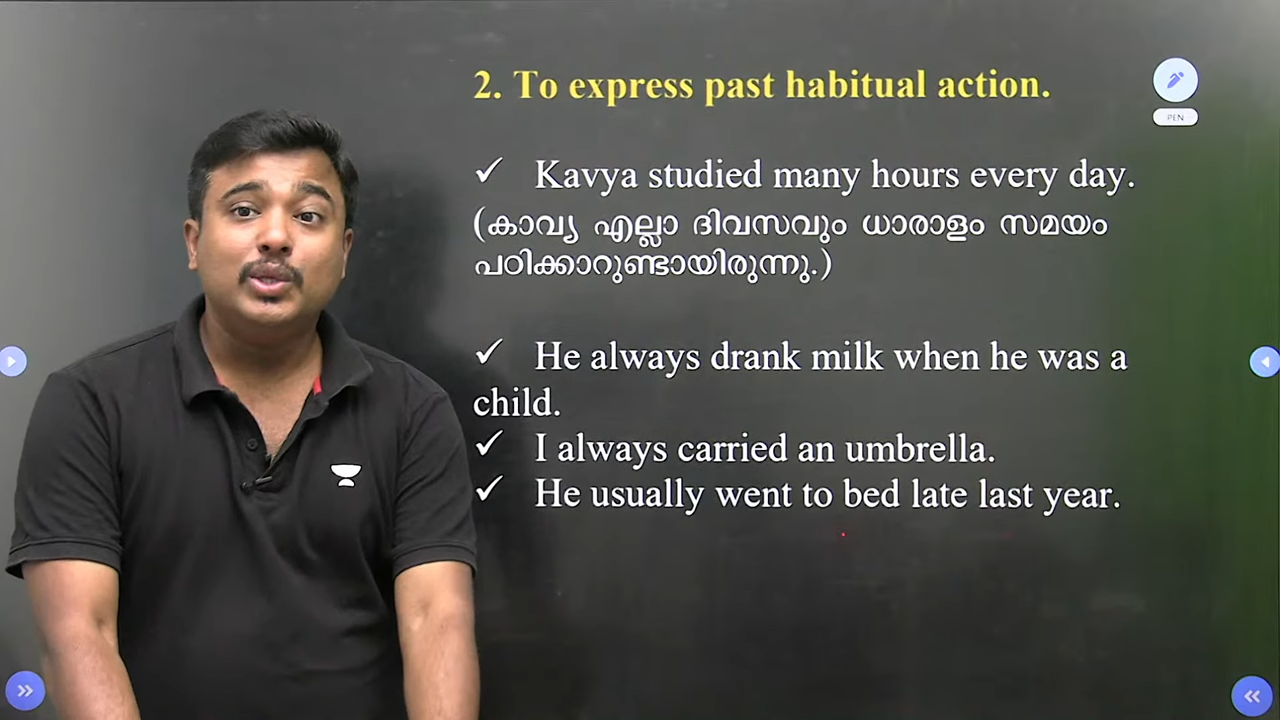 2. To express past habitual action.
PEN
✓ Kavya studied many hours every day.
(കാവ്യ എല്ലാ ദിവസവും ധാരാളം സമയം
പഠിക്കാറുണ്ടായിരുന്നു.)
✓ He always drank milk when he was a
child.
✓ I always carried an umbrella.
✓ He usually went to bed late last year.